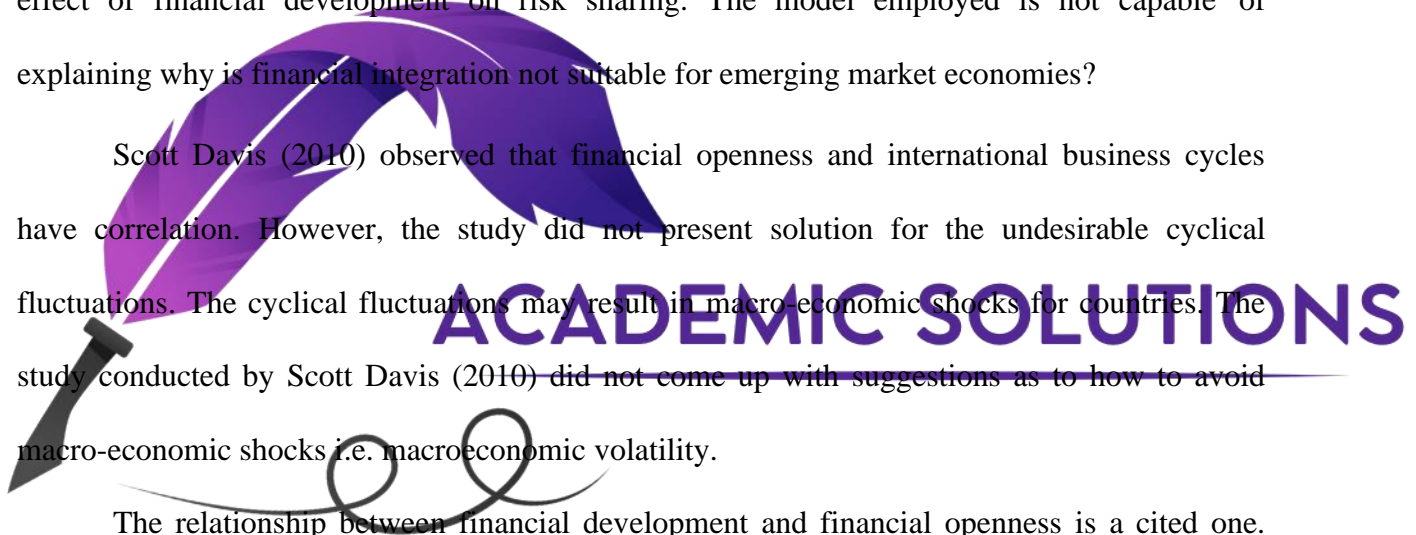 effect of financial development on risk sharing. The model employed is not capable of
explaining why is financial integration not suitable for emerging market economies?
Scott Davis (2010) observed that financial openness and international business cycles
have correlation. However, the study did not present solution for the undesirable cyclical
fluctuations. The cyclical fluctuations may result in macro-economic shocks for countries. The
ACADEMIC SOLUTIONS
study conducted by Scott Davis (2010) did not come up with suggestions as to how to avoid
macro-economic shocks i.e. macroeconomic volatility.
The relationship between financial development and financial openness is a cited one.